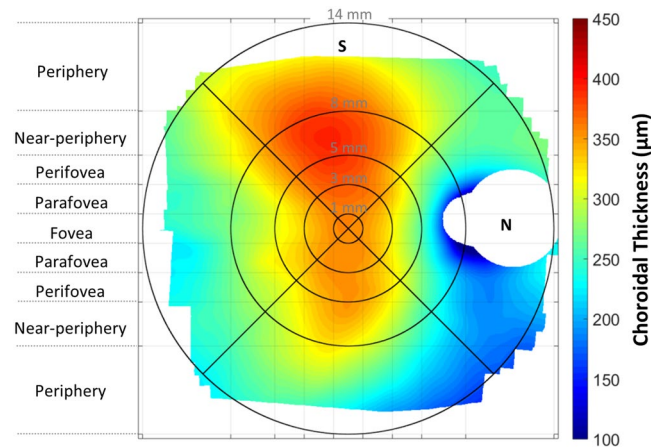 14 mm
S
8 mm
5 mm
3 mm
1 mm
N
Periphery
Near-periphery
Perifovea
Parafovea
Fovea
Parafovea
Perifovea
Near-periphery
Periphery
450
400
350
300
250
200
150
100
Choroidal Thickness (µm)